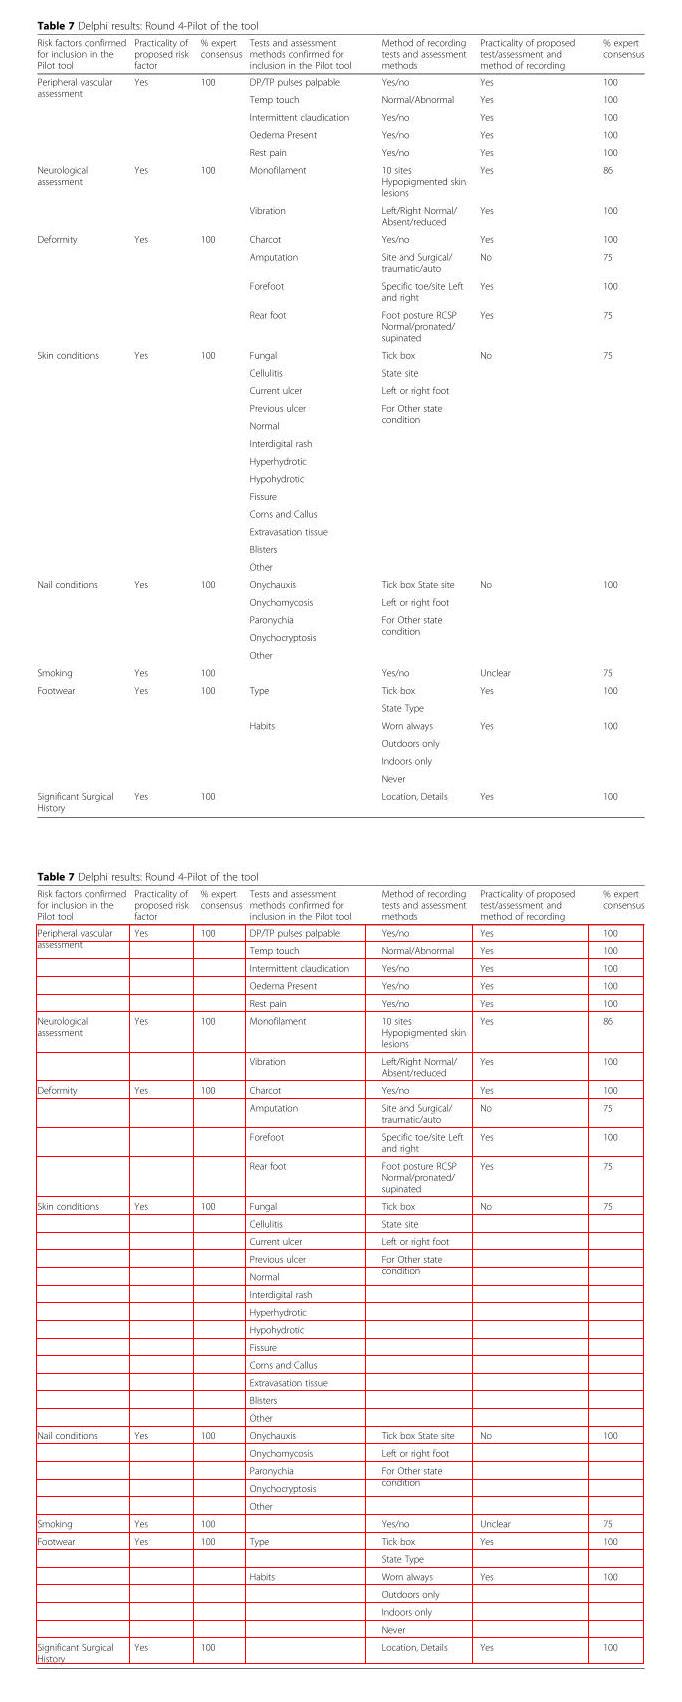 Table 7 Delphi results: Round 4-Pilot of the tool
Risk factors confirmed for inclusion in the Pilot tool | Practicality of proposed risk factor | % expert consensus | Tests and assessment methods confirmed for inclusion in the Pilot tool | Method of recording tests and assessment methods | Practicality of proposed test/assessment and method of recording | % expert consensus
Peripheral vascular assessment Yes 100 DP/TP pulses palpable Yes/no Yes 100
Temp touch Normal/Abnormal Yes 100
Intermittent claudication Yes/no Yes 100
Oedema Present Yes/no Yes 100
Rest pain Yes/no Yes 100
Neurological assessment Yes 100 Monofilament 10 sites Hypopigmented skin lesions Yes 86
Vibration Left/Right Normal/ Absent/reduced Yes 100
Deformity Yes 100 Charcot Yes/no Yes 100
Amputation Site and Surgical/ traumatic/auto No 75
Forefoot Specific toe/site Left and right Yes 100
Rear foot Foot posture RCSP Normal/pronated/ supinated Yes 75
Skin conditions Yes 100 Fungal Tick box No 75
Cellulitis State site
Current ulcer Left or right foot
Previous ulcer For Other state condition
Normal
Interdigital rash
Hyperhydrotic
Hypohydrotic
Fissure
Corns and Callus
Extravasation tissue
Blisters
Other
Nail conditions Yes 100 Onychauxis Tick box State site No 100
Onychomycosis Left or right foot
Paronychia For Other state condition
Onychocryptosis
Other
Smoking Yes 100 Yes/no Unclear 75
Footwear Yes 100 Type Tick box Yes 100
State Type
Habits Worn always Yes 100
Outdoors only
Indoors only
Never
Significant Surgical History Yes 100 Location, Details Yes 100
Table 7 Delphi results: Round 4-Pilot of the tool
Risk factors confirmed for inclusion in the Pilot tool | Practicality of proposed risk factor | % expert consensus | Tests and assessment methods confirmed for inclusion in the Pilot tool | Method of recording tests and assessment methods | Practicality of proposed test/assessment and method of recording | % expert consensus
Peripheral vascular assessment Yes 100 DP/TP pulses palpable Yes/no Yes 100
Temp touch Normal/Abnormal Yes 100
Intermittent claudication Yes/no Yes 100
Oedema Present Yes/no Yes 100
Rest pain Yes/no Yes 100
Neurological assessment Yes 100 Monofilament 10 sites Hypopigmented skin lesions Yes 86
Vibration Left/Right Normal/ Absent/reduced Yes 100
Deformity Yes 100 Charcot Yes/no Yes 100
Amputation Site and Surgical/ traumatic/auto No 75
Forefoot Specific toe/site Left and right Yes 100
Rear foot Foot posture RCSP Normal/pronated/ supinated Yes 75
Skin conditions Yes 100 Fungal Tick box No 75
Cellulitis State site
Current ulcer Left or right foot
Previous ulcer For Other state condition
Normal
Interdigital rash
Hyperhydrotic
Hypohydrotic
Fissure
Corns and Callus
Extravasation tissue
Blisters
Other
Nail conditions Yes 100 Onychauxis Tick box State site No 100
Onychomycosis Left or right foot
Paronychia For Other state condition
Onychocryptosis
Other
Smoking Yes 100 Yes/no Unclear 75
Footwear Yes 100 Type Tick box Yes 100
State Type
Habits Worn always Yes 100
Outdoors only
Indoors only
Never
Significant Surgical History Yes 100 Location, Details Yes 100